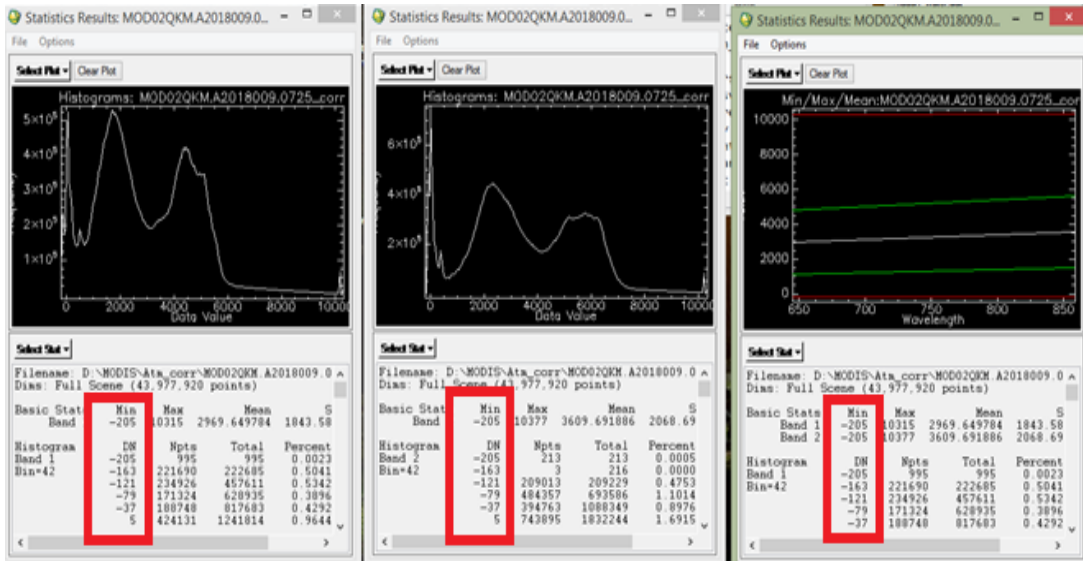 Statistics Results: MOD02QKM.A2018009.0...
File Options
Select Plot Clear Plot
Histograms: MOD02QKM.A2018009.0725_corr
5×10⁵
4×10⁵
3×10⁵
2×10⁵
1×10⁵
0 2000 4000 6000 8000 10000
Data Value
Select Stat
Filename: D:\MODIS\Atm_corr\MOD02QKM.A2018009.0
Dims: Full Scene (43,977,920 points)
Basic Stats Min Max Mean S
Band -205 10315 2969.649784 1843.58
Histogram DN Npts Total Percent
Band 1 -205 995 995 0.0023
Bin=42 -163 221690 222685 0.5041
-121 234926 457611 0.5342
-79 171324 628935 0.3896
-37 188748 817683 0.4292
5 424131 1241814 0.9644
Statistics Results: MOD02QKM.A2018009.0...
File Options
Select Plot Clear Plot
Histograms: MOD02QKM.A2018009.0725_corr
6×10⁵
4×10⁵
2×10⁵
0 2000 4000 6000 8000 10000
Data Value
Select Stat
Filename: D:\MODIS\Atm_corr\MOD02QKM.A2018009.0
Dims: Full Scene (43,977,920 points)
Basic Stat Min Max Mean S
Band -205 10377 3609.691886 2068.69
Histogram DN Npts Total Percent
Band 2 -205 213 213 0.0005
Bin=42 -163 3 216 0.0000
-121 209013 209229 0.4753
-79 484357 693586 1.1014
-37 394763 1088349 0.8976
5 743895 1832244 1.6915
Statistics Results: MOD02QKM.A2018009.0...
File Options
Select Plot Clear Plot
Min/Max/Mean:MOD02QKM.A2018009.0725_cor
10000
8000
6000
4000
2000
0
650 700 750 800 850
Wavelength
Select Stat
Filename: D:\MODIS\Atm_corr\MOD02QKM.A2018009.0
Dims: Full Scene (43,977,920 points)
Basic Stats Min Max Mean S
Band 1 -205 10315 2969.649784 1843.58
Band 2 -205 10377 3609.691886 2068.69
Histogram DN Npts Total Percent
Band 1 -205 995 995 0.0023
Bin=42 -163 221690 222685 0.5041
-121 234926 457611 0.5342
-79 171324 628935 0.3896
-37 188748 817683 0.4292